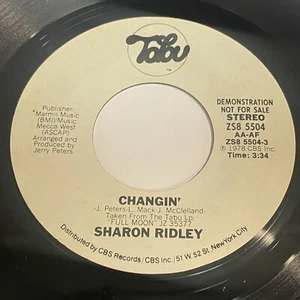 Tabu
Publisher:
Marmil Music
(BMI)/Music
Mecca West
(ASCAP)
Arranged and
Produced by
Jerry Peters
DEMONSTRATION
NOT FOR SALE
STEREO
ZS8 5504
AA-AF
ZS8 5504-3
℗ 1978 CBS Inc.
Time: 3:34
CHANGIN'
J. Peters-L. Mack-J. McClelland-
Taken From The Tabu Lp
"FULL MOON" JZ 35377
SHARON RIDLEY
Distributed by CBS Records/CBS Inc./51 W. 52 St. New York City